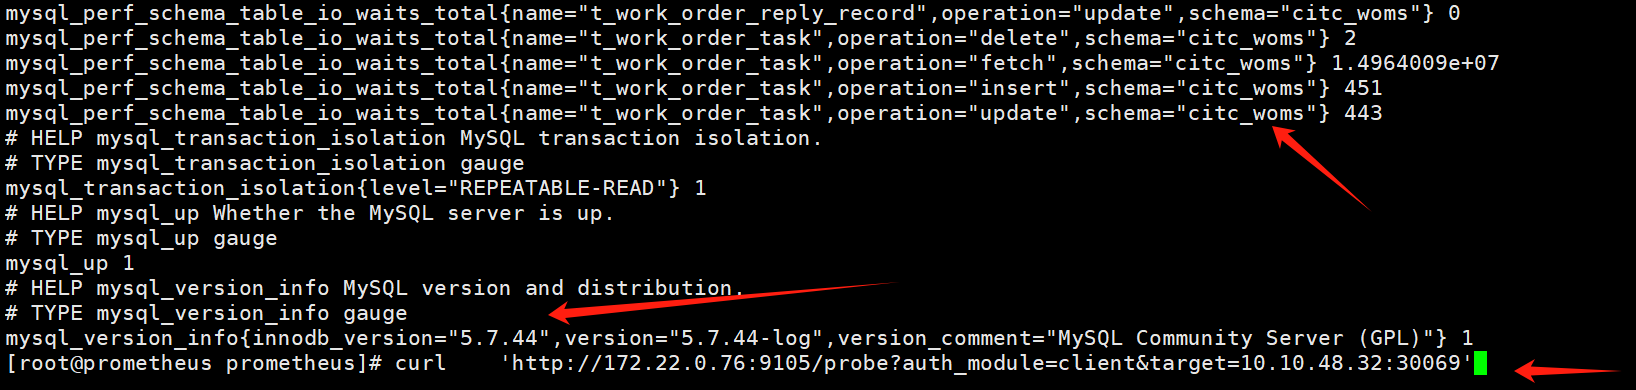 mysql_perf_schema_table_io_waits_total{name="t_work_order_reply_record",operation="update",schema="citc_woms"} 0
mysql_perf_schema_table_io_waits_total{name="t_work_order_task",operation="delete",schema="citc_woms"} 2
mysql_perf_schema_table_io_waits_total{name="t_work_order_task",operation="fetch",schema="citc_woms"} 1.4964009e+07
mysql_perf_schema_table_io_waits_total{name="t_work_order_task",operation="insert",schema="citc_woms"} 451
mysql_perf_schema_table_io_waits_total{name="t_work_order_task",operation="update",schema="citc_woms"} 443
# HELP mysql_transaction_isolation MySQL transaction isolation.
# TYPE mysql_transaction_isolation gauge
mysql_transaction_isolation{level="REPEATABLE-READ"} 1
# HELP mysql_up Whether the MySQL server is up.
# TYPE mysql_up gauge
mysql_up 1
# HELP mysql_version_info MySQL version and distribution.
# TYPE mysql_version_info gauge
mysql_version_info{innodb_version="5.7.44",version="5.7.44-log",version_comment="MySQL Community Server (GPL)"} 1
[root@prometheus prometheus]# curl    'http://172.22.0.76:9105/probe?auth_module=client&target=10.10.48.32:30069'